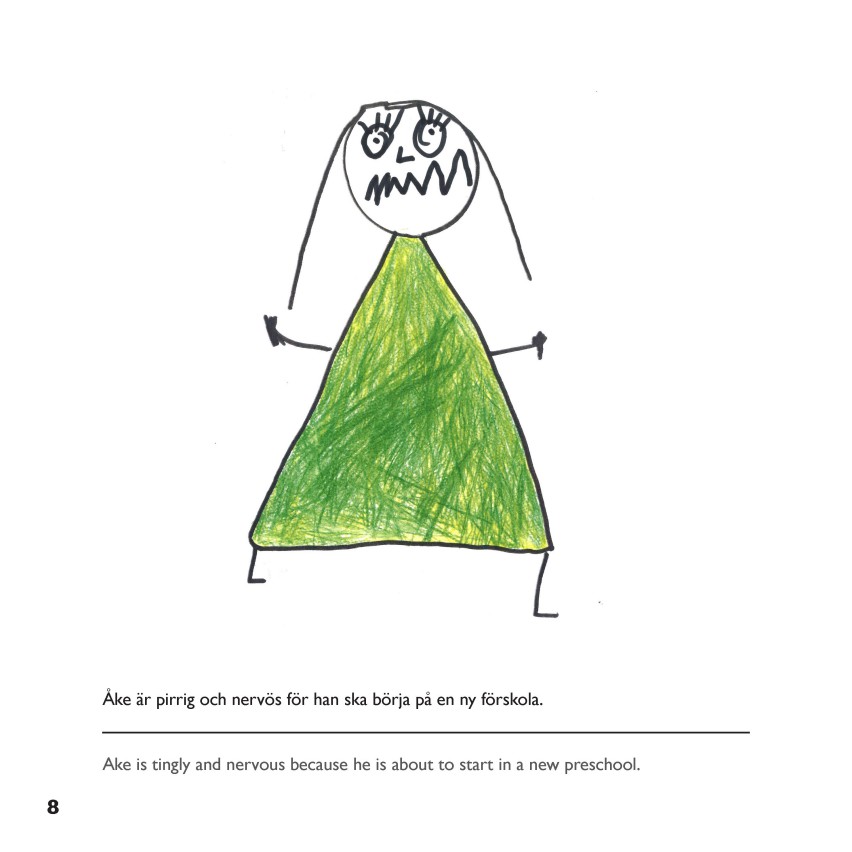 Åke är pirrig och nervös för han ska börja på en ny förskola.
Ake is tingly and nervous because he is about to start in a new preschool.
8